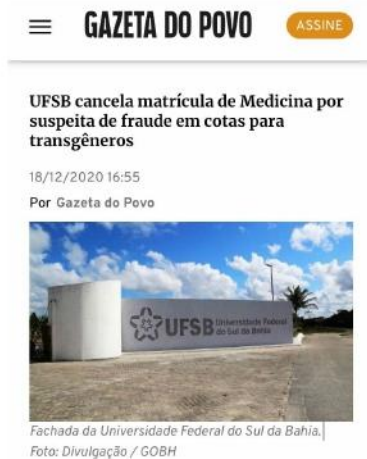 GAZETA DO POVO
ASSINE
UFSB cancela matrícula de Medicina por
suspeita de fraude em cotas para
transgêneros
18/12/2020 16:55
Por Gazeta do Povo
UFSB Universidade Federal
do Sul da Bahia
Fachada da Universidade Federal do Sul da Bahia.
Foto: Divulgação / GOBH